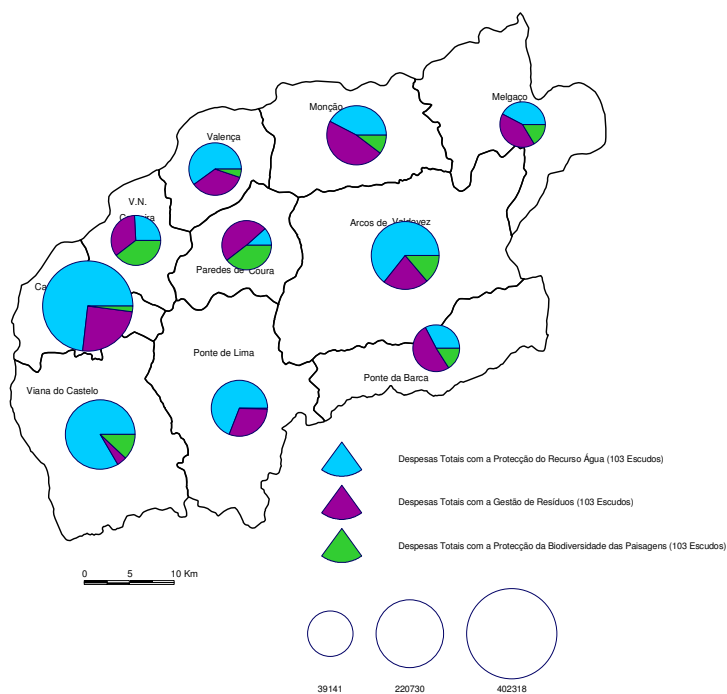 Melgaço
Monção
Valença
V.N.
Arcos de Valdevez
Paredes de Coura
Ca
Ponte de Lima
Ponte da Barca
Viana do Castelo
Despesas Totais com a Protecção do Recurso Água (103 Escudos)
Despesas Totais com a Gestão de Resíduos (103 Escudos)
Despesas Totais com a Protecção da Biodiversidade das Paisagens (103 Escudos)
0 5 10 Km
39141 220730 402318